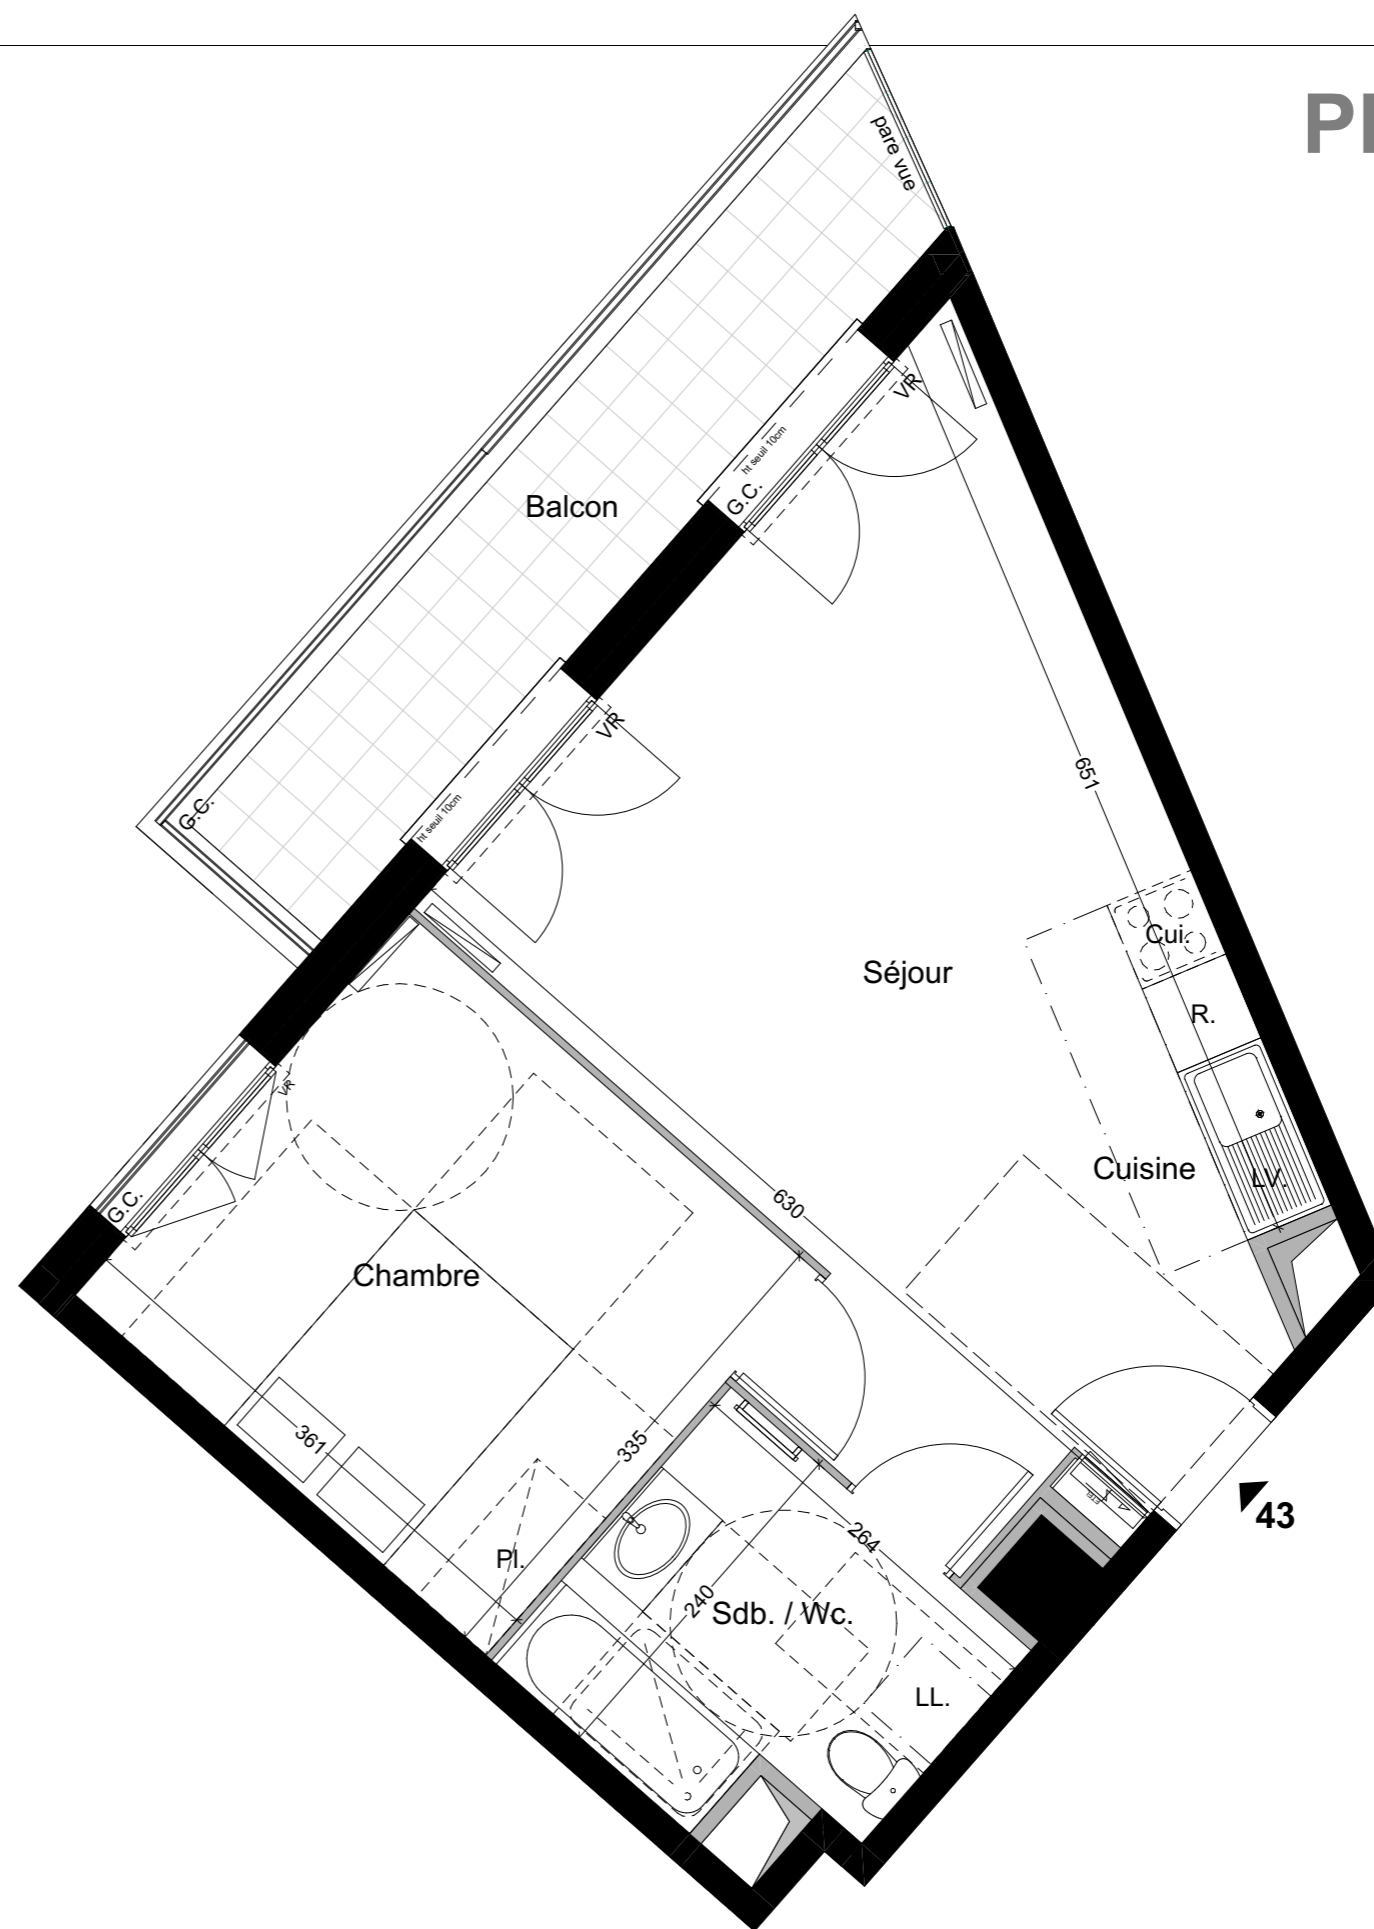 PI
pare vue
VR
ht seuil 10cm
G.C.
Balcon
VR
651
ht seuil 10cm
G.C.
Cui.
Séjour
R.
VR
Cuisine
LV.
630
G.C.
Chambre
361
335
43
264
Pl.
240
Sdb. / Wc.
LL.